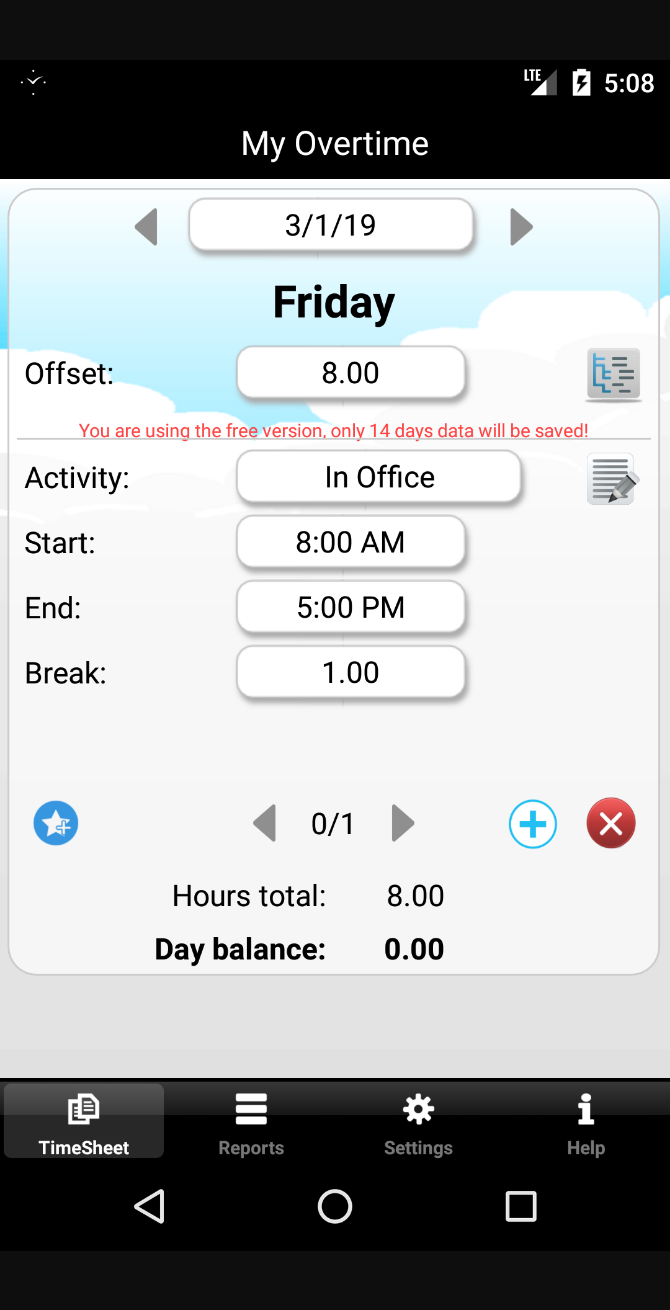 LTE 5:08
My Overtime
3/1/19
Friday
Offset: 8.00
You are using the free version, only 14 days data will be saved!
Activity: In Office
Start: 8:00 AM
End: 5:00 PM
Break: 1.00
0/1
Hours total: 8.00
Day balance: 0.00
TimeSheet Reports Settings Help